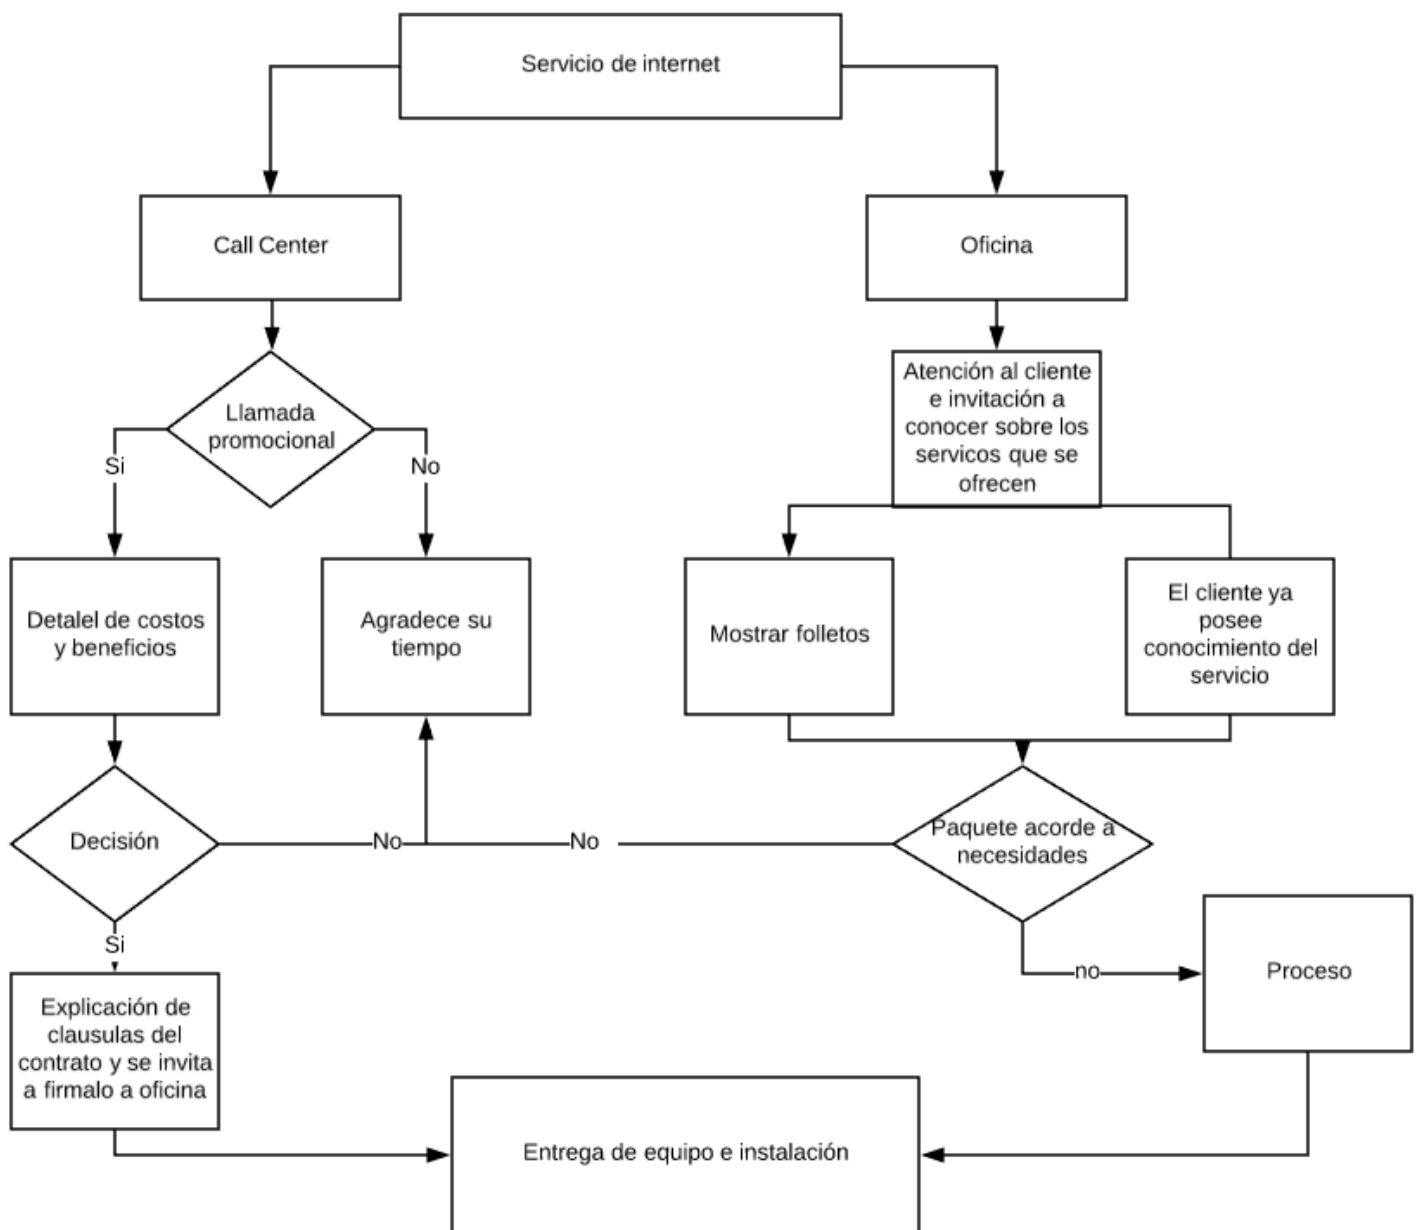 Servicio de internet
Call Center
Oficina
Llamada
promocional
Si
No
Atención al cliente
e invitación a
conocer sobre los
servicos que se
ofrecen
Detalel de costos
y beneficios
Agradece su
tiempo
Mostrar folletos
El cliente ya
posee
conocimiento del
servicio
Decisión
No
No
Paquete acorde a
necesidades
Si
no
Proceso
Explicación de
clausulas del
contrato y se invita
a firmalo a oficina
Entrega de equipo e instalación